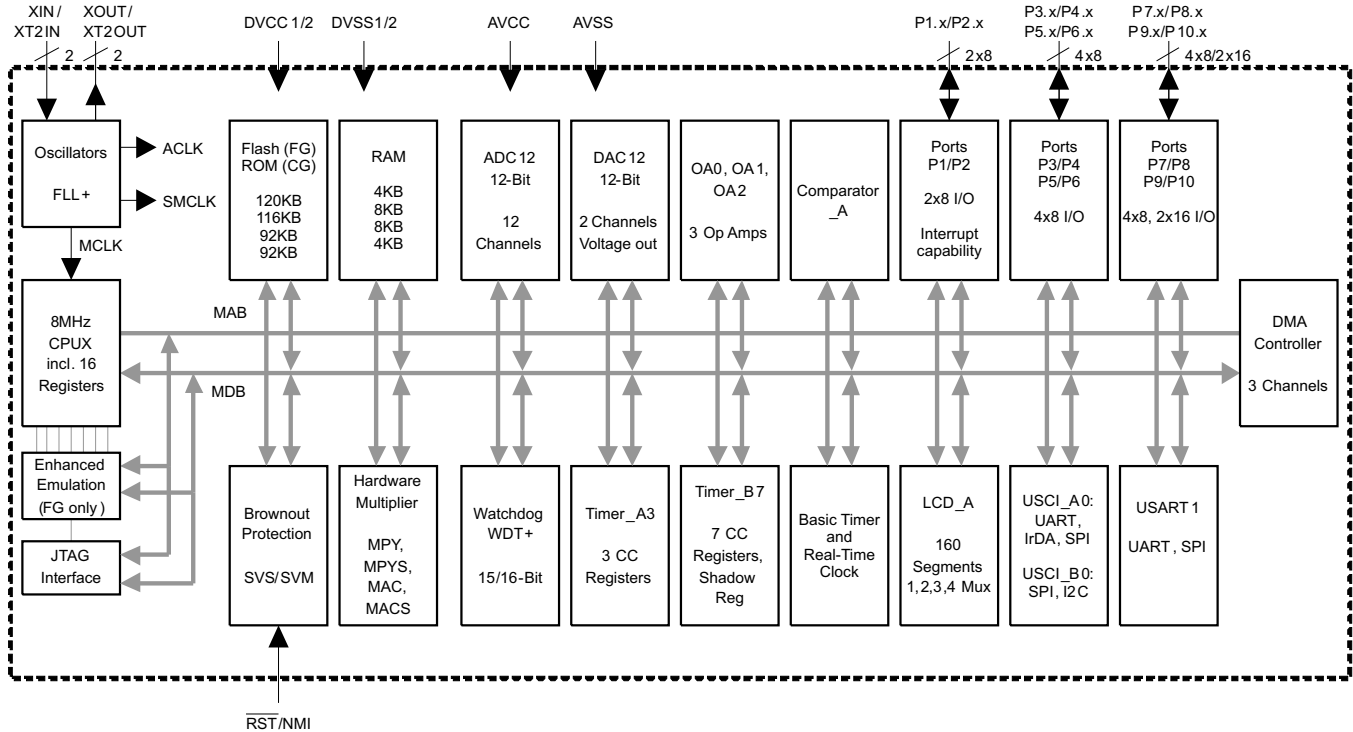 XIN/
XT2IN
XOUT/
XT2OUT
DVCC1/2
DVSS1/2
AVCC
AVSS
P1.x/P2.x
P3.x/P4.x
P5.x/P6.x
P7.x/P8.x
P9.x/P10.x
2
2
2x8
4x8
4x8/2x16
Oscillators
FLL+
ACLK
SMCLK
MCLK
Flash (FG)
ROM (CG)
120KB
116KB
92KB
92KB
RAM
4KB
8KB
8KB
4KB
ADC12
12-Bit
12
Channels
DAC12
12-Bit
2 Channels
Voltage out
OA0, OA1,
OA2
3 Op Amps
Comparator
_A
Ports
P1/P2
2x8 I/O
Interrupt
capability
Ports
P3/P4
P5/P6
4x8 I/O
Ports
P7/P8
P9/P10
4x8, 2x16 I/O
8MHz
CPUX
incl. 16
Registers
MAB
MDB
DMA
Controller
3 Channels
Enhanced
Emulation
(FG only)
JTAG
Interface
Brownout
Protection
SVS/SVM
Hardware
Multiplier
MPY,
MPYS,
MAC,
MACS
Watchdog
WDT+
15/16-Bit
Timer_A3
3 CC
Registers
Timer_B7
7 CC
Registers,
Shadow
Reg
Basic Timer
and
Real-Time
Clock
LCD_A
160
Segments
1,2,3,4 Mux
USCI_A0:
UART,
IrDA, SPI
USCI_B0:
SPI, I2C
USART1
UART, SPI
RST/NMI